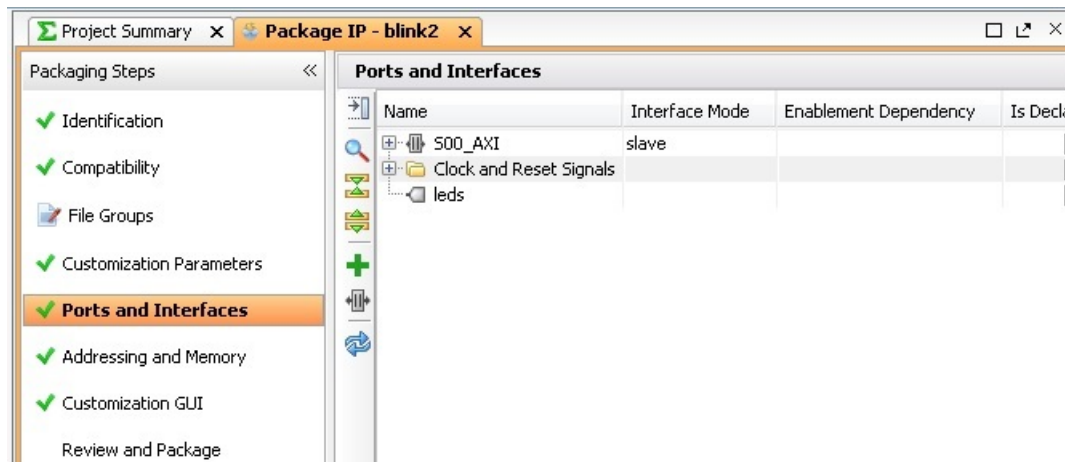 Project Summary
Package IP - blink2
Packaging Steps
Identification
Compatibility
File Groups
Customization Parameters
Ports and Interfaces
Addressing and Memory
Customization GUI
Review and Package
Ports and Interfaces
Name Interface Mode Enablement Dependency Is Decla
S00_AXI slave
Clock and Reset Signals
leds